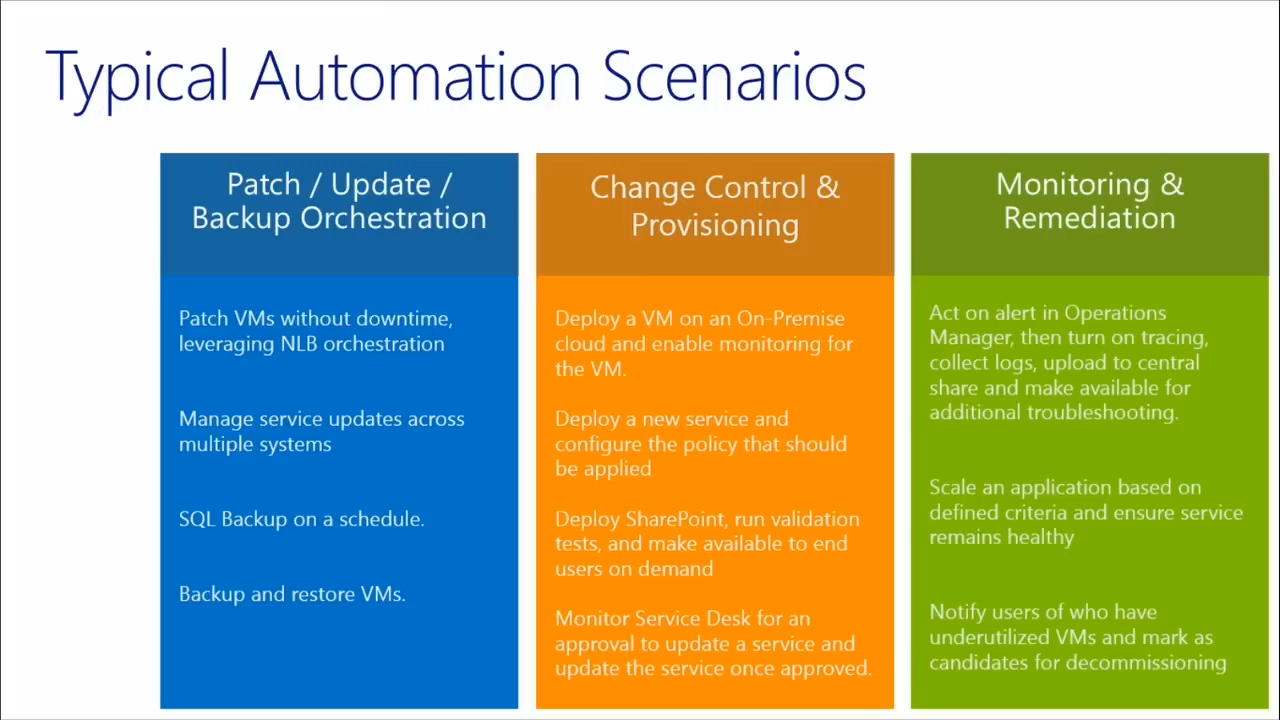 Typical Automation Scenarios
Patch / Update /
Backup Orchestration
Patch VMs without downtime,
leveraging NLB orchestration
Manage service updates across
multiple systems
SQL Backup on a schedule.
Backup and restore VMs.
Change Control &
Provisioning
Deploy a VM on an On-Premise
cloud and enable monitoring for
the VM.
Deploy a new service and
configure the policy that should
be applied
Deploy SharePoint, run validation
tests, and make available to end
users on demand
Monitor Service Desk for an
approval to update a service and
update the service once approved.
Monitoring &
Remediation
Act on alert in Operations
Manager, then turn on tracing,
collect logs, upload to central
share and make available for
additional troubleshooting.
Scale an application based on
defined criteria and ensure service
remains healthy
Notify users of who have
underutilized VMs and mark as
candidates for decommissioning